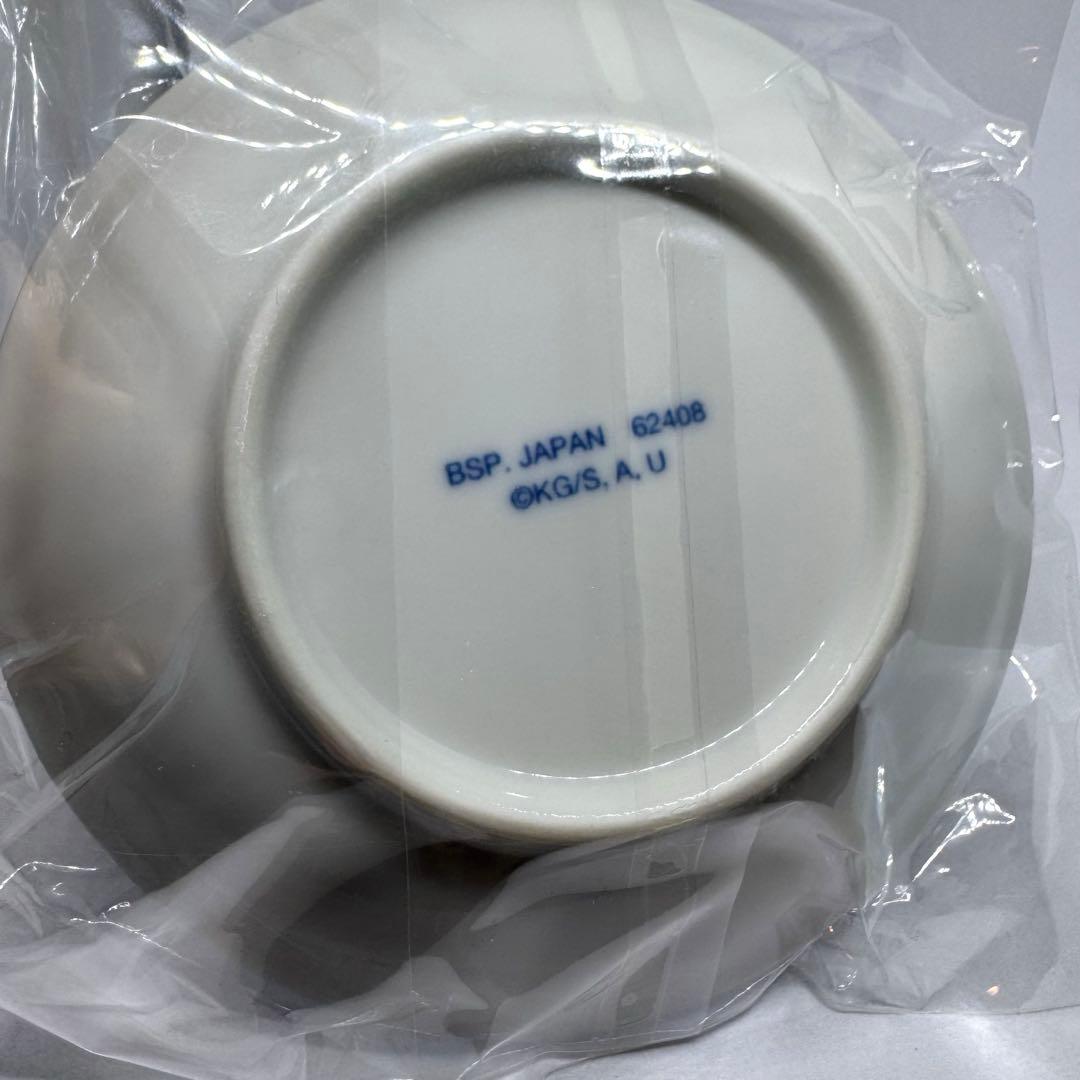 BSP. JAPAN 62408
©KG/S, A, U